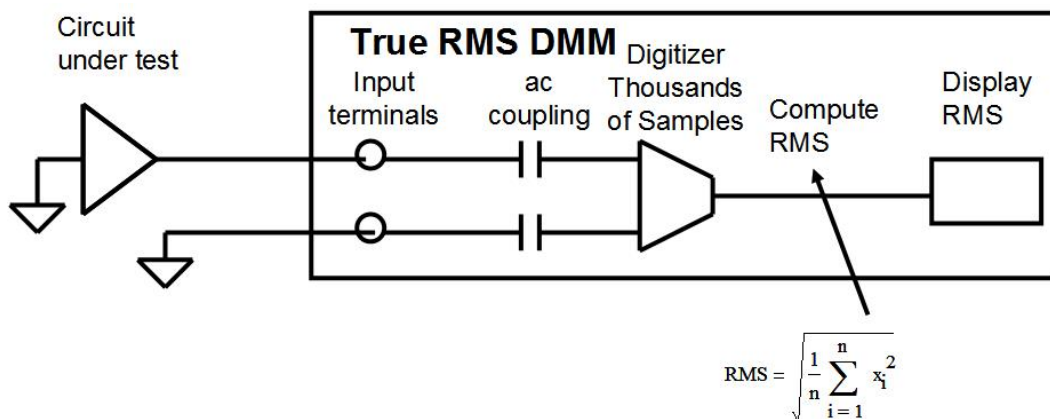 Circuit
under test
True RMS DMM
Input
terminals
ac
coupling
Digitizer
Thousands
of Samples
Compute
RMS
Display
RMS
RMS = √(1/n ∑_{i = 1}^{n} x_i^2)